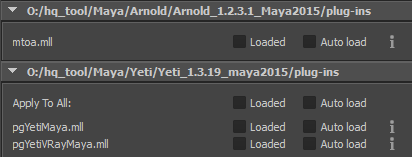 O:/hq_tool/Maya/Arnold/Arnold_1.2.3.1_Maya2015/plug-ins
mtoa.mll Loaded Auto load i
O:/hq_tool/Maya/Yeti/Yeti_1.3.19_maya2015/plug-ins
Apply To All: Loaded Auto load
pgYetiMaya.mll Loaded Auto load i
pgYetiVRayMaya.mll Loaded Auto load i